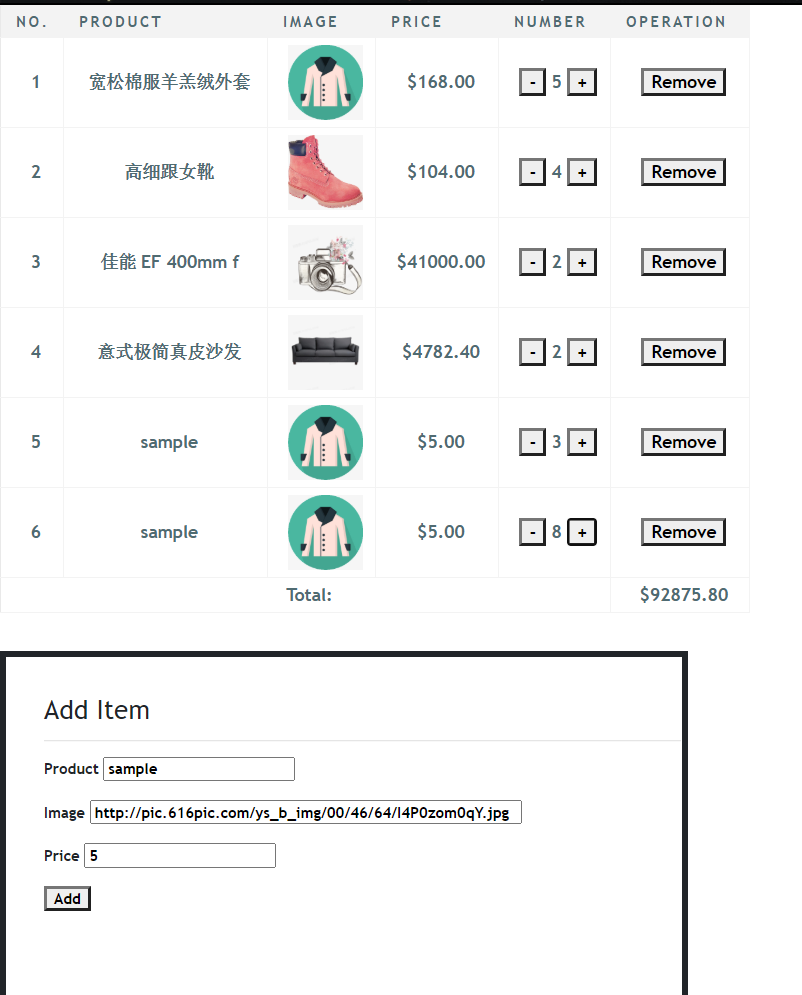 NO. PRODUCT IMAGE PRICE NUMBER OPERATION
1 宽松棉服羊羔绒外套 $168.00 - 5 + Remove
2 高细跟女靴 $104.00 - 4 + Remove
3 佳能 EF 400mm f $41000.00 - 2 + Remove
4 意式极简真皮沙发 $4782.40 - 2 + Remove
5 sample $5.00 - 3 + Remove
6 sample $5.00 - 8 + Remove
Total: $92875.80
Add Item
Product sample
Image http://pic.616pic.com/ys_b_img/00/46/64/I4P0zom0qY.jpg
Price 5
Add